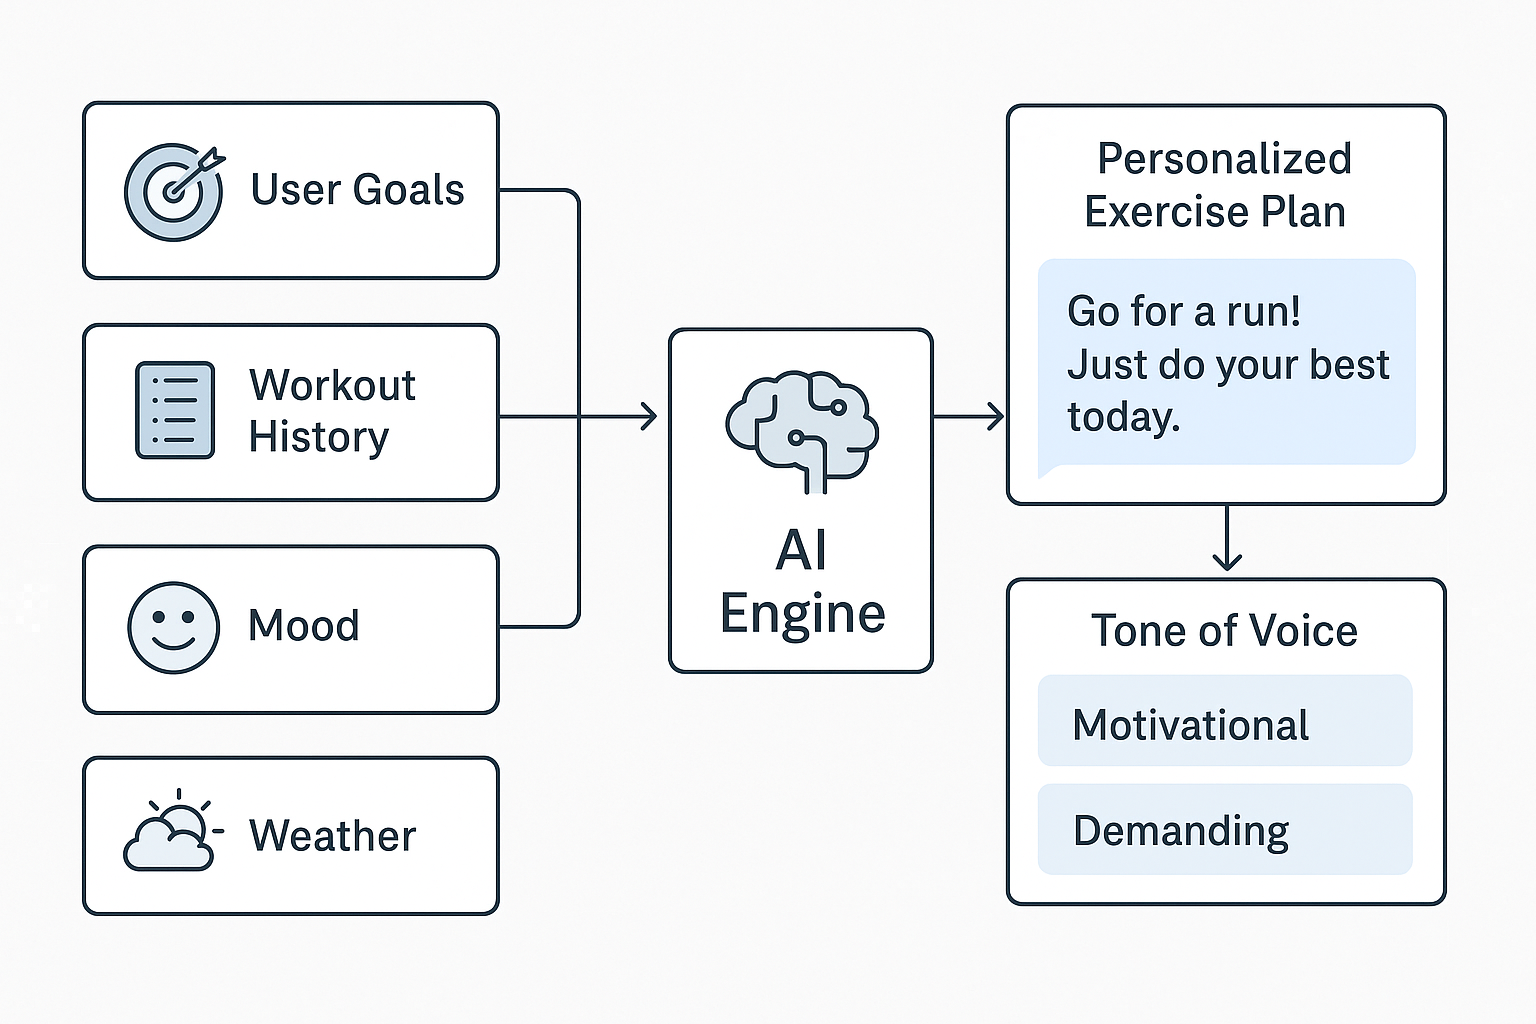 User Goals
Workout
History
Mood
Weather
AI
Engine
Personalized
Exercise Plan
Go for a run!
Just do your best
today.
Tone of Voice
Motivational
Demanding